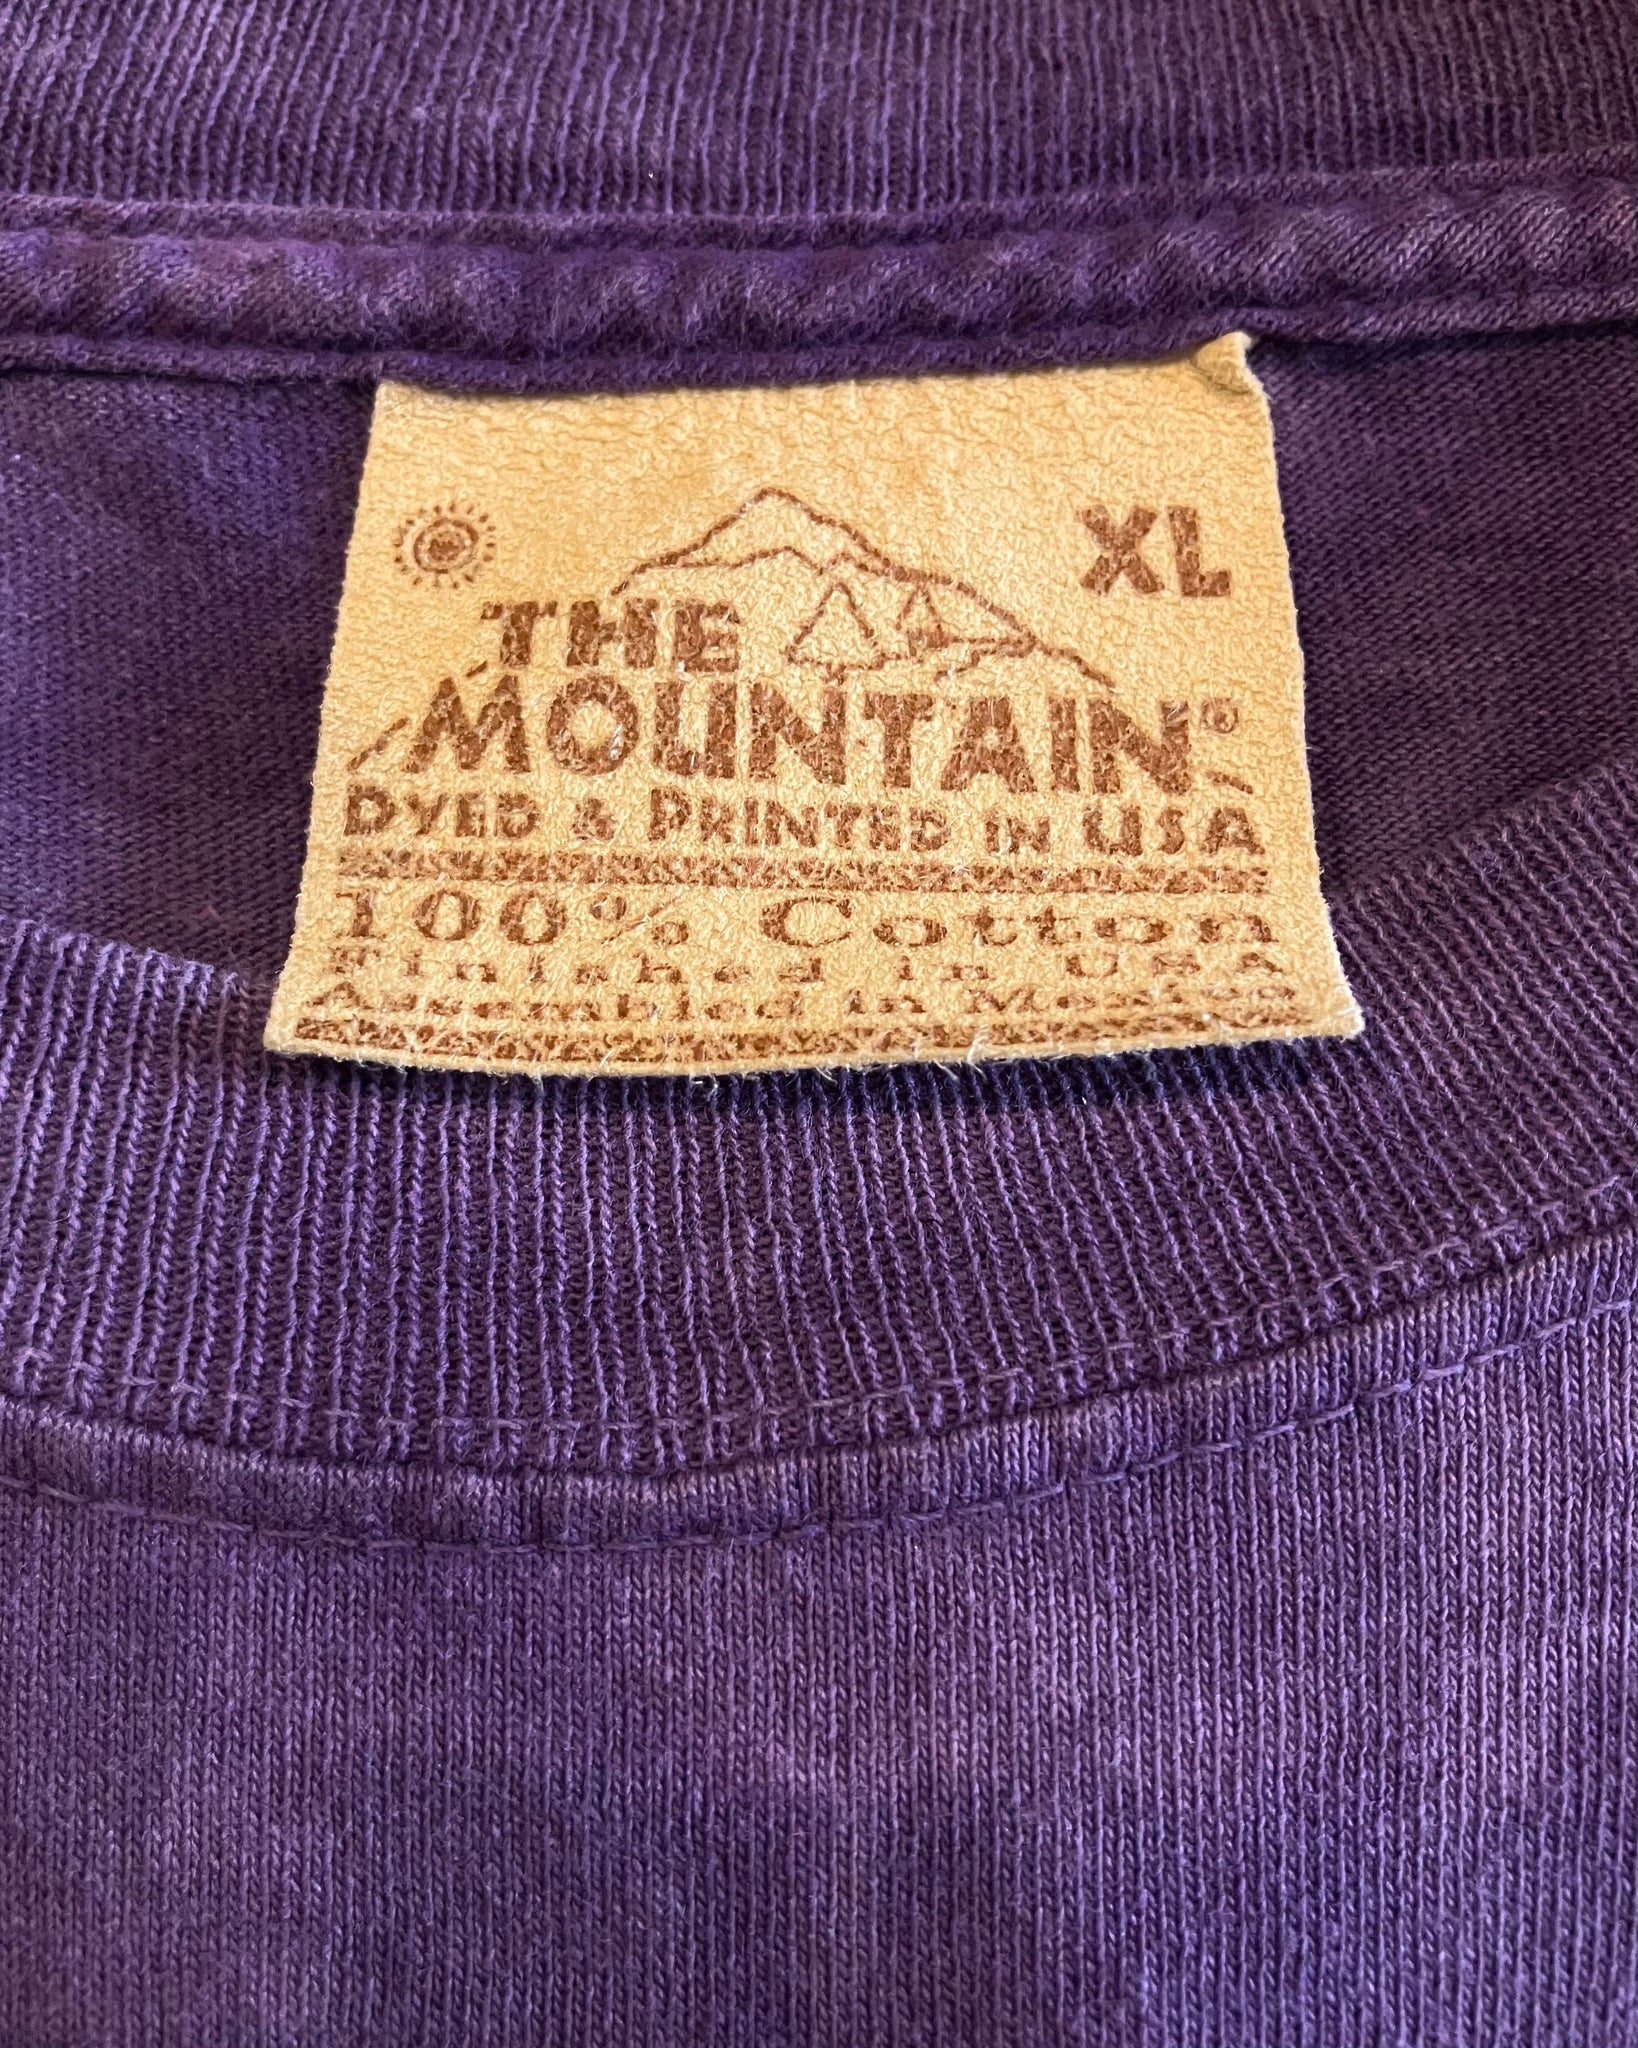 XL
THE
MOUNTAIN®
DYED & PRINTED IN USA
100% Cotton
Finished in USA
Assembled in Mexico